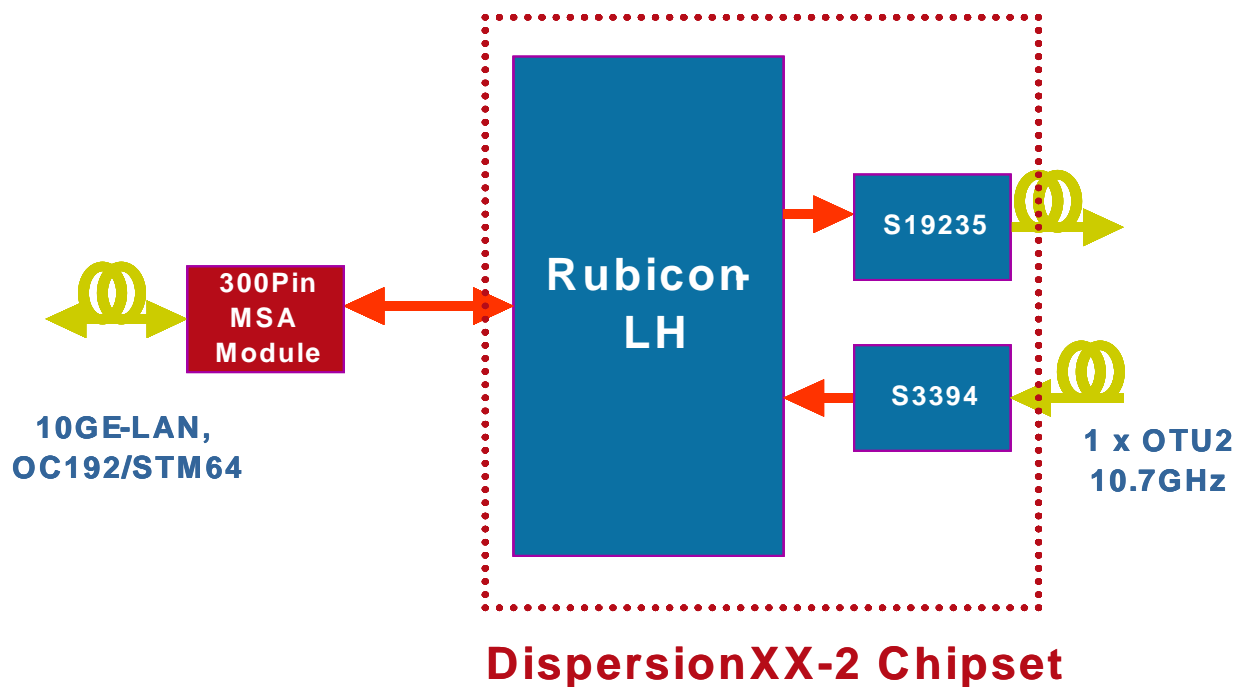 S19235
Rubicon-
LH
300Pin
MSA
Module
S3394
10GE-LAN,
OC192/STM64
1 x OTU2
10.7GHz
DispersionXX-2 Chipset